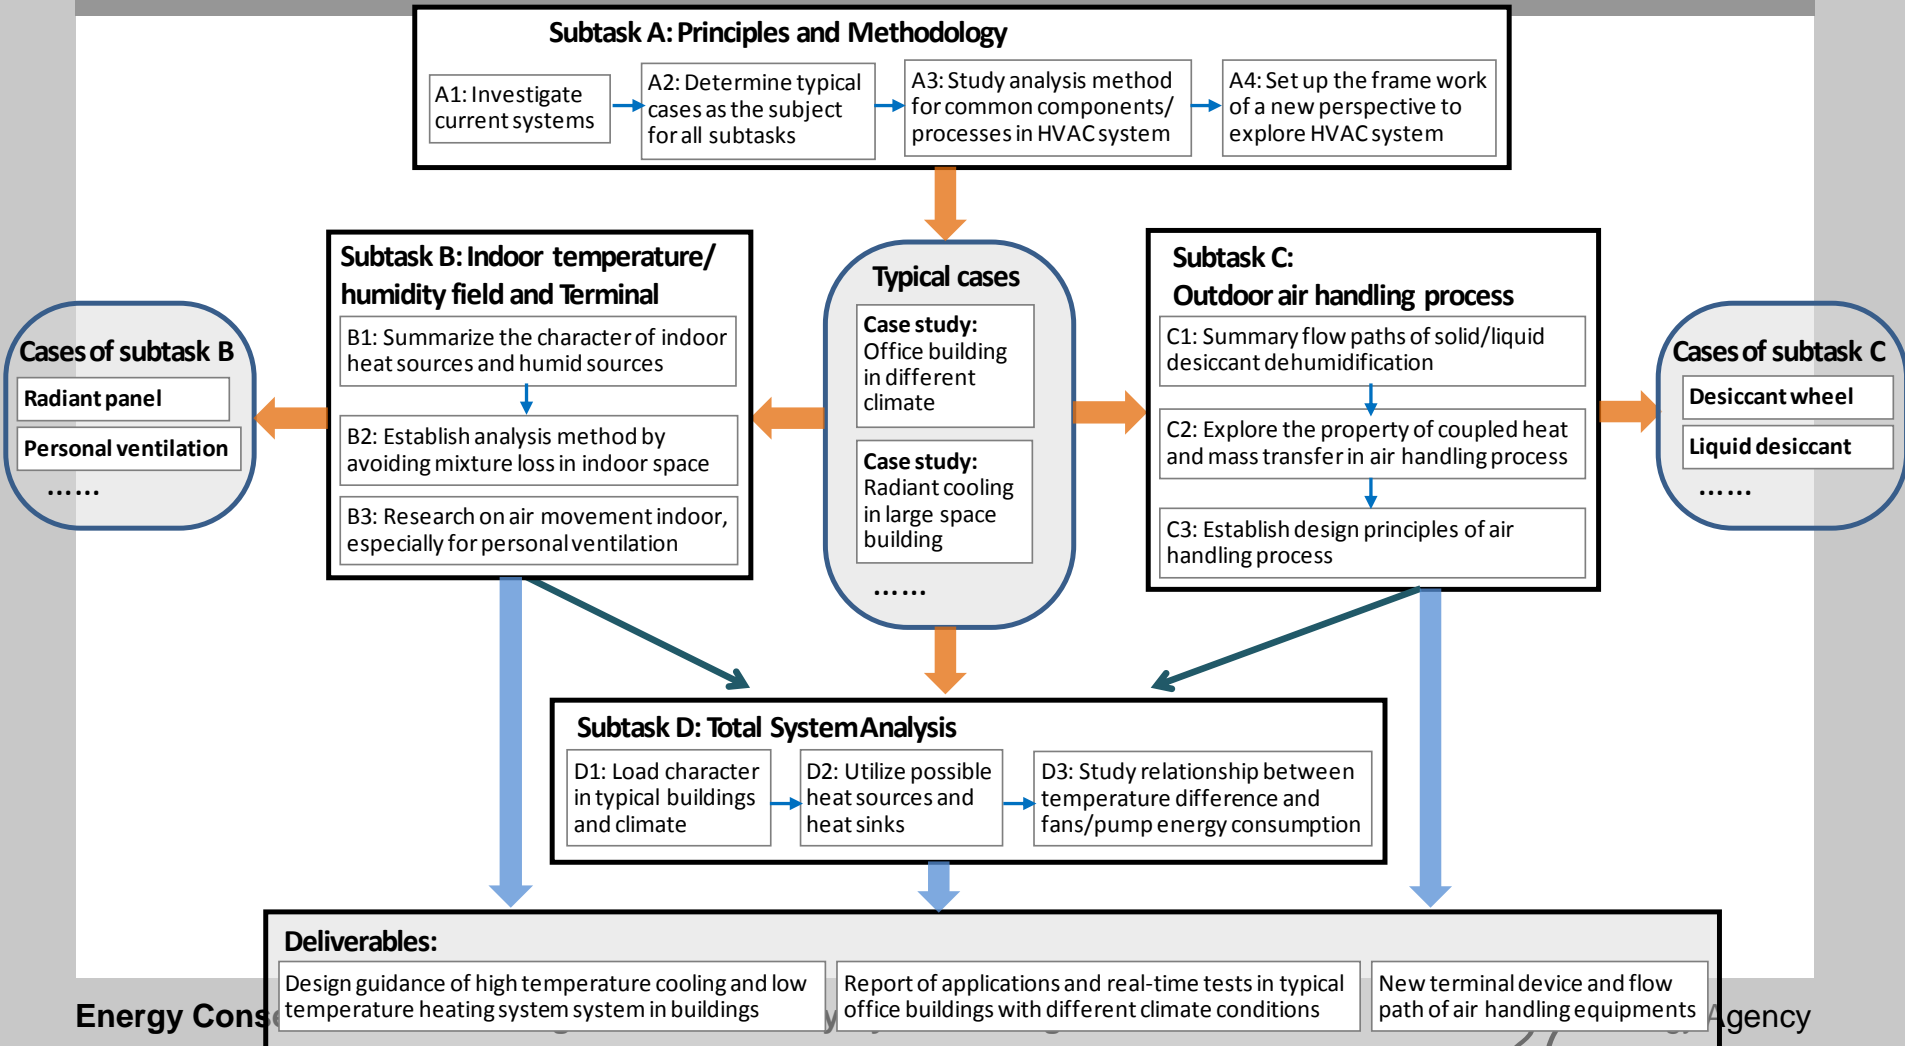 Subtask A: Principles and Methodology
A1: Investigate
current systems
A2: Determine typical
cases as the subject
for all subtasks
A3: Study analysis method
for common components/
processes in HVAC system
A4: Set up the frame work
of a new perspective to
explore HVAC system
Cases of subtask B
Radiant panel
Personal ventilation
......
Subtask B: Indoor temperature/
humidity field and Terminal
B1: Summarize the character of indoor
heat sources and humid sources
B2: Establish analysis method by
avoiding mixture loss in indoor space
B3: Research on air movement indoor,
especially for personal ventilation
Typical cases
Case study:
Office building
in different
climate
Case study:
Radiant cooling
in large space
building
......
Subtask C:
Outdoor air handling process
C1: Summary flow paths of solid/liquid
desiccant dehumidification
C2: Explore the property of coupled heat
and mass transfer in air handling process
C3: Establish design principles of air
handling process
Cases of subtask C
Desiccant wheel
Liquid desiccant
......
Subtask D: Total System Analysis
D1: Load character
in typical buildings
and climate
D2: Utilize possible
heat sources and
heat sinks
D3: Study relationship between
temperature difference and
fans/pump energy consumption
Deliverables:
Design guidance of high temperature cooling and low
temperature heating system system in buildings
Report of applications and real-time tests in typical
office buildings with different climate conditions
New terminal device and flow
path of air handling equipments
Energy
Agency